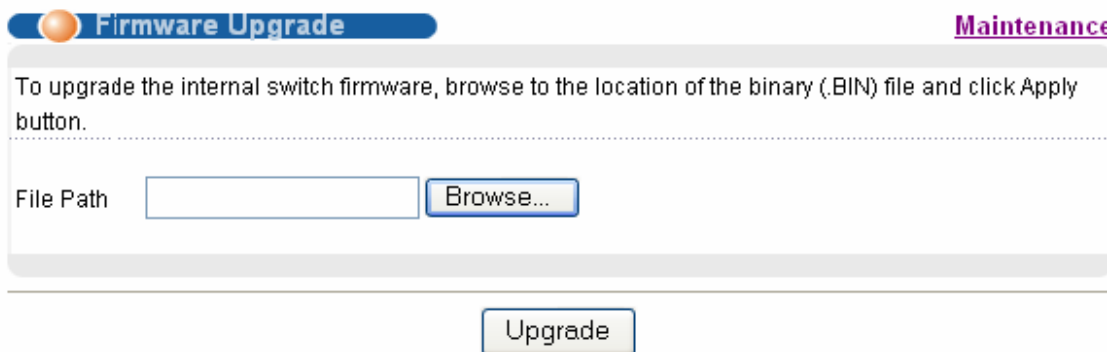 Firmware Upgrade
Maintenance
To upgrade the internal switch firmware, browse to the location of the binary (.BIN) file and click Apply
button.
File Path
Browse...
Upgrade